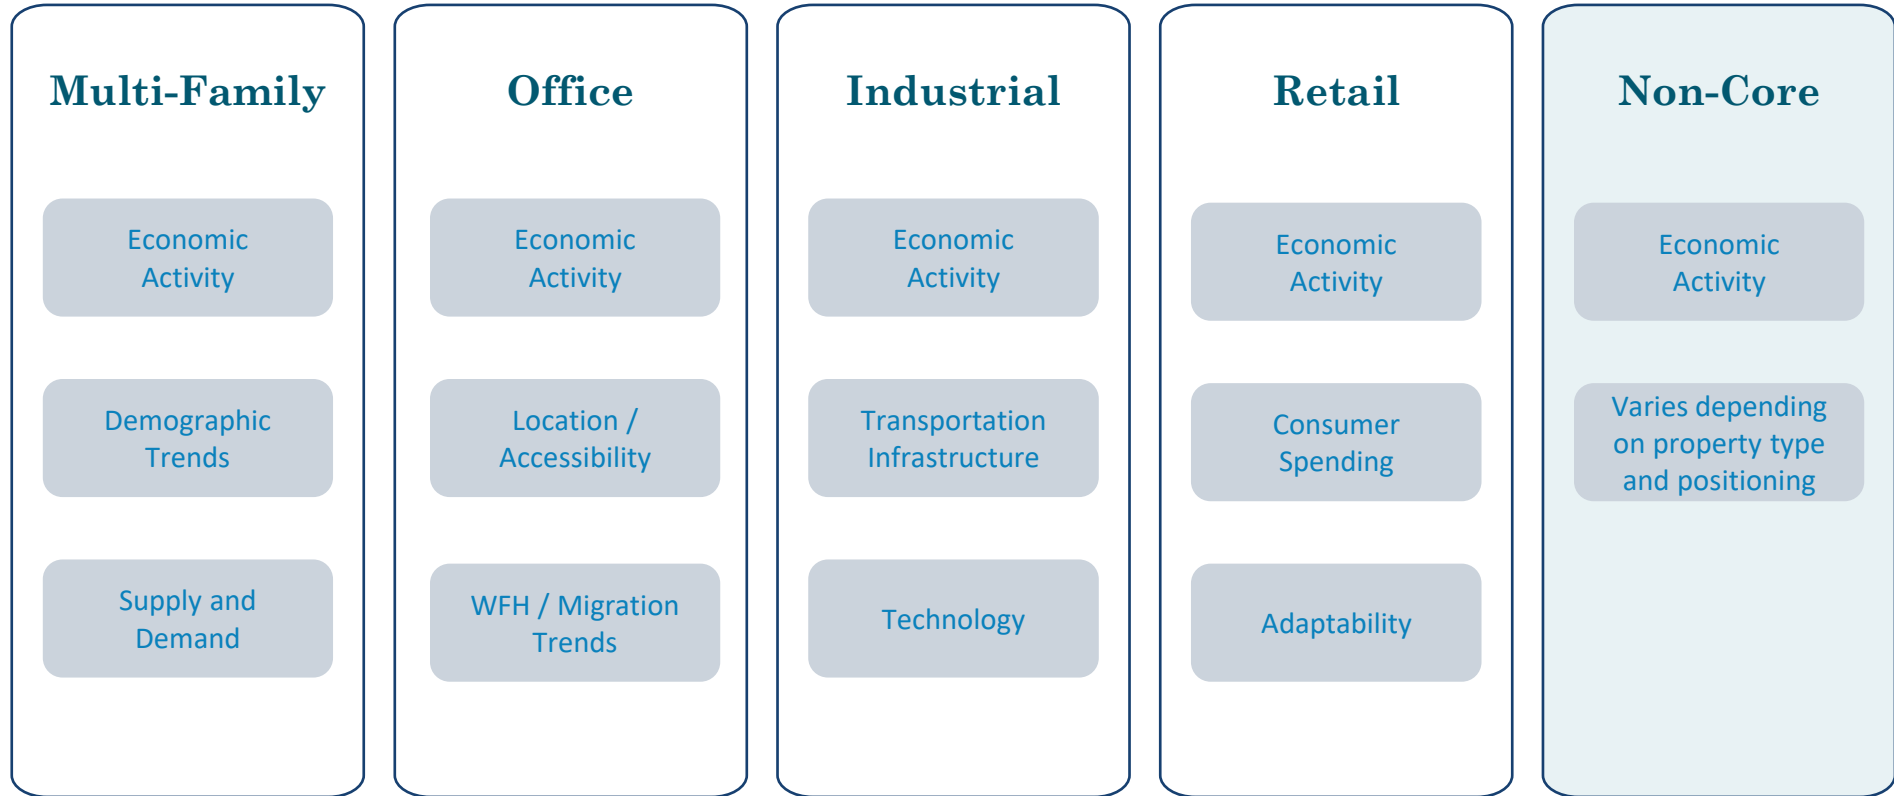 Multi-Family
Economic
Activity
Demographic
Trends
Supply and
Demand
Office
Economic
Activity
Location /
Accessibility
WFH / Migration
Trends
Industrial
Economic
Activity
Transportation
Infrastructure
Technology
Retail
Economic
Activity
Consumer
Spending
Adaptability
Non-Core
Economic
Activity
Varies depending
on property type
and positioning